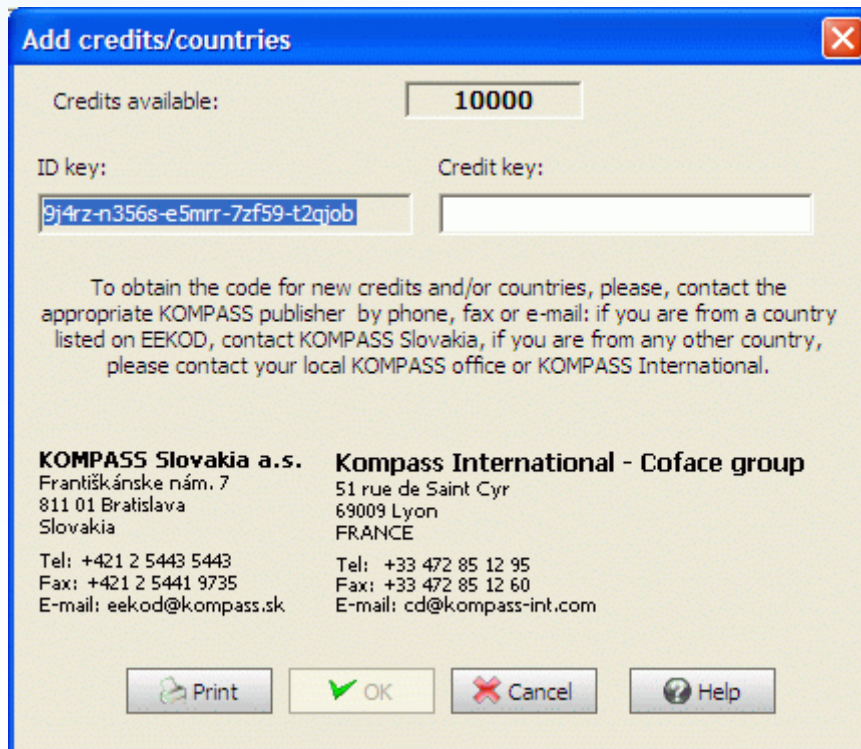 Add credits/countries
Credits available:
10000
ID key:
Credit key:
9j4rz-n356s-e5mrr-7zf59-t2qjob
To obtain the code for new credits and/or countries, please, contact the
appropriate KOMPASS publisher by phone, fax or e-mail: if you are from a country
listed on EEKOD, contact KOMPASS Slovakia, if you are from any other country,
please contact your local KOMPASS office or KOMPASS International.
KOMPASS Slovakia a.s.
Františkánske nám. 7
811 01 Bratislava
Slovakia
Tel: +421 2 5443 5443
Fax: +421 2 5441 9735
E-mail: eekod@kompass.sk
Kompass International - Coface group
51 rue de Saint Cyr
69009 Lyon
FRANCE
Tel: +33 472 85 12 95
Fax: +33 472 85 12 60
E-mail: cd@kompass-int.com
Print
OK
Cancel
Help